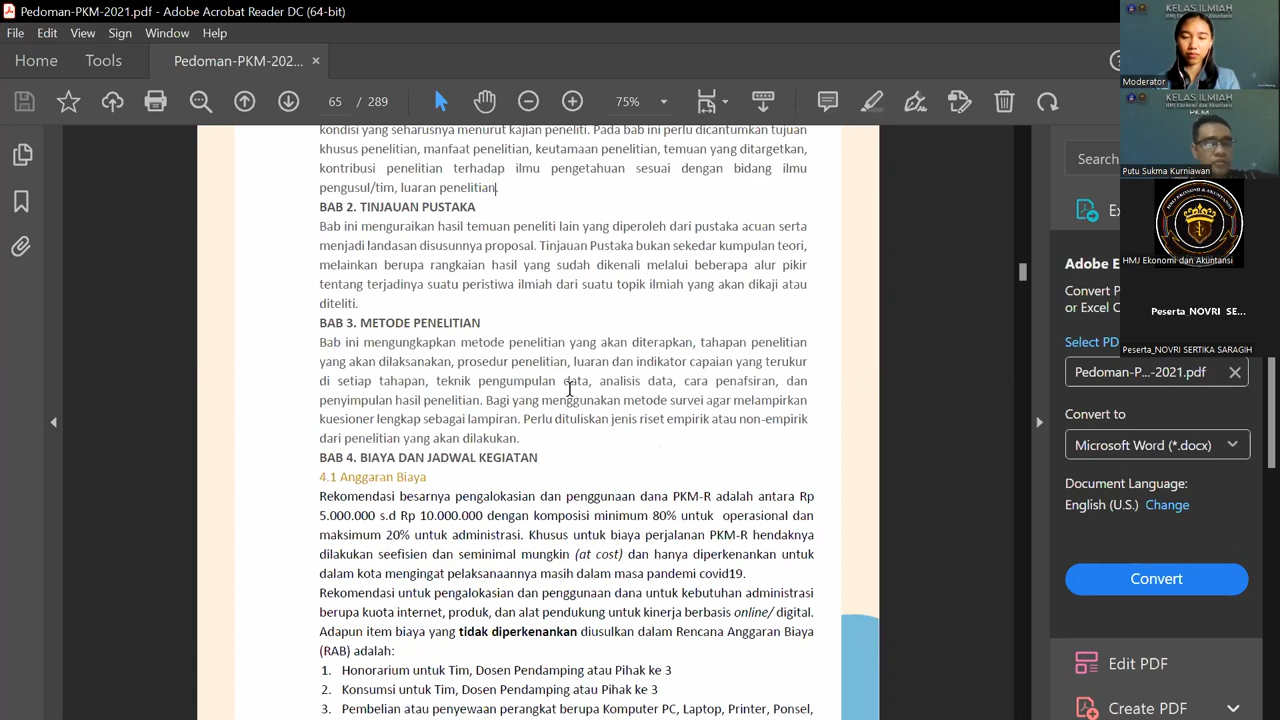 Pedoman-PKM-2021.pdf - Adobe Acrobat Reader DC (64-bit)
File Edit View Sign Window Help
Home Tools Pedoman-PKM-202... ×
65 / 289 75%
kondisi yang seharusnya menurut kajian peneliti. Pada bab ini perlu dicantumkan tujuan
khusus penelitian, manfaat penelitian, keutamaan penelitian, temuan yang ditargetkan,
kontribusi penelitian terhadap ilmu pengetahuan sesuai dengan bidang ilmu
pengusul/tim, luaran penelitian.
BAB 2. TINJAUAN PUSTAKA
Bab ini menguraikan hasil temuan peneliti lain yang diperoleh dari pustaka acuan serta
menjadi landasan disusunnya proposal. Tinjauan Pustaka bukan sekedar kumpulan teori,
melainkan berupa rangkaian hasil yang sudah dikenali melalui beberapa alur pikir
tentang terjadinya suatu peristiwa ilmiah dari suatu topik ilmiah yang akan dikaji atau
diteliti.
BAB 3. METODE PENELITIAN
Bab ini mengungkapkan metode penelitian yang akan diterapkan, tahapan penelitian
yang akan dilaksanakan, prosedur penelitian, luaran dan indikator capaian yang terukur
di setiap tahapan, teknik pengumpulan data, analisis data, cara penafsiran, dan
penyimpulan hasil penelitian. Bagi yang menggunakan metode survei agar melampirkan
kuesioner lengkap sebagai lampiran. Perlu dituliskan jenis riset empirik atau non-empirik
dari penelitian yang akan dilakukan.
BAB 4. BIAYA DAN JADWAL KEGIATAN
4.1 Anggaran Biaya
Rekomendasi besarnya pengalokasian dan penggunaan dana PKM-R adalah antara Rp
5.000.000 s.d Rp 10.000.000 dengan komposisi minimum 80% untuk operasional dan
maksimum 20% untuk administrasi. Khusus untuk biaya perjalanan PKM-R hendaknya
dilakukan seefisien dan seminimal mungkin (at cost) dan hanya diperkenankan untuk
dalam kota mengingat pelaksanaannya masih dalam masa pandemi covid19.
Rekomendasi untuk pengalokasian dan penggunaan dana untuk kebutuhan administrasi
berupa kuota internet, produk, dan alat pendukung untuk kinerja berbasis online/ digital.
Adapun item biaya yang tidak diperkenankan diusulkan dalam Rencana Anggaran Biaya
(RAB) adalah:
1. Honorarium untuk Tim, Dosen Pendamping atau Pihak ke 3
2. Konsumsi untuk Tim, Dosen Pendamping atau Pihak ke 3
3. Pembelian atau penyewaan perangkat berupa Komputer PC, Laptop, Printer, Ponsel,
KELAS ILMIAH
Moderator
KELAS ILMIAH
HMJ Ekonomi dan Akuntansi
PKM
Putu Sukma Kurniawan
HMJ Ekonomi dan Akuntansi
Peserta_NOVRI SE...
Peserta_NOVRI SERTIKA SARAGIH
Search
Ex
Adobe E
Convert P
or Excel O
Select PD
Pedoman-P...-2021.pdf ×
Convert to
Microsoft Word (*.docx)
Document Language:
English (U.S.) Change
Convert
Edit PDF
Create PDF